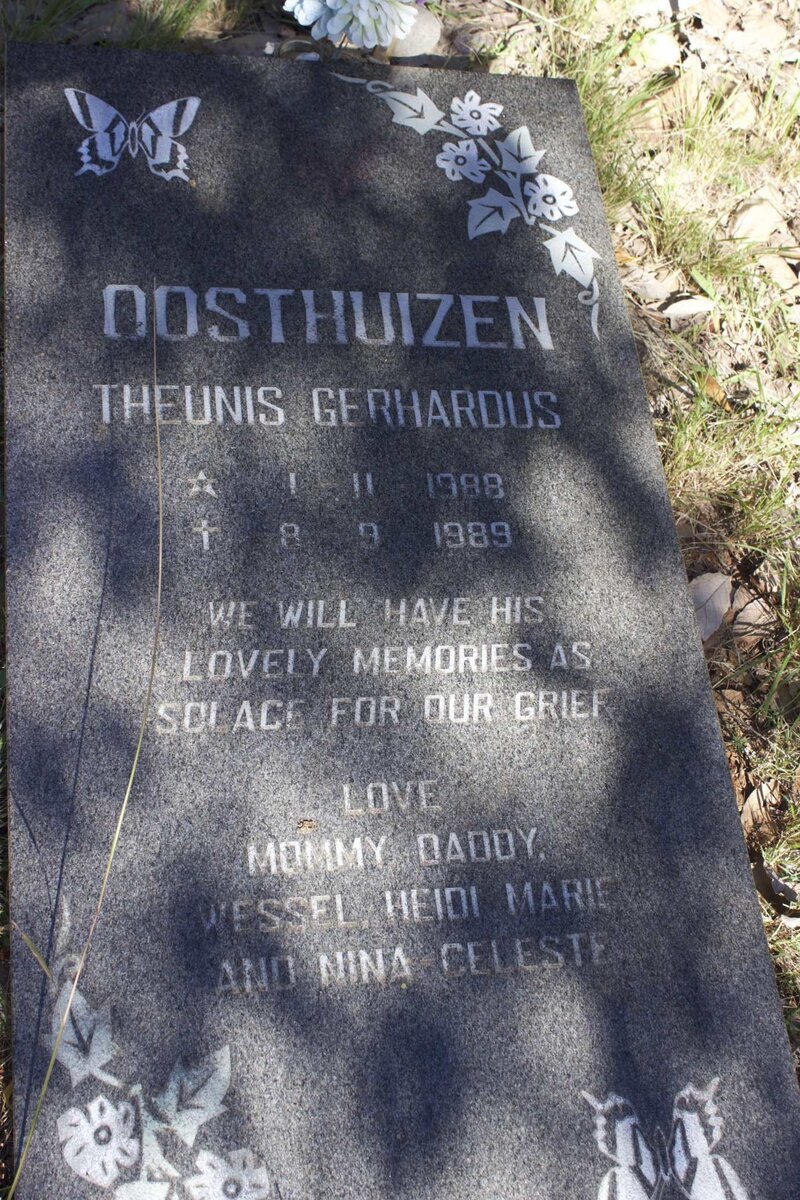 OOSTHUIZEN
THEUNIS GERHARDUS
☆ 1 - 11 - 1988
✝ 8 9 1989
WE WILL HAVE HIS
LOVELY MEMORIES AS
SOLACE FOR OUR GRIEF
LOVE
MOMMY DADDY,
WESSEL, HEIDI MARIE
AND NINA-CELESTE